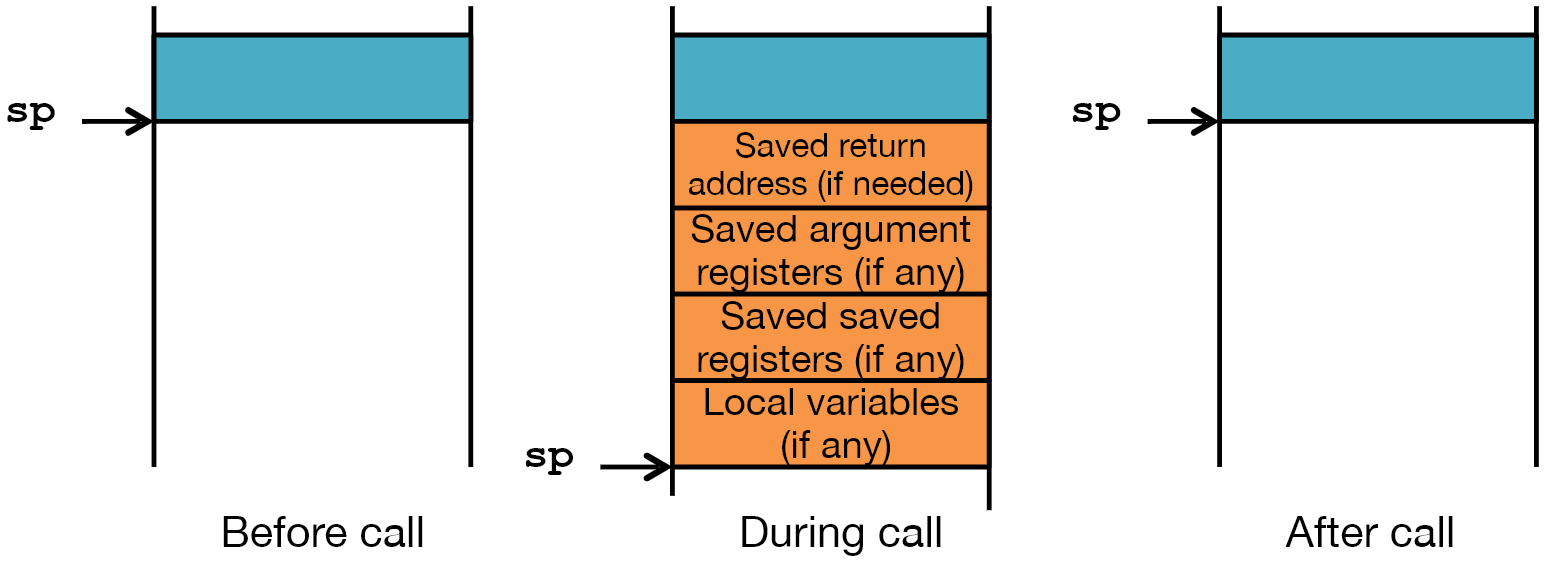 sp
sp
Saved return
address (if needed)
Saved argument
registers (if any)
Saved saved
registers (if any)
Local variables
(if any)
sp
Before call
During call
After call